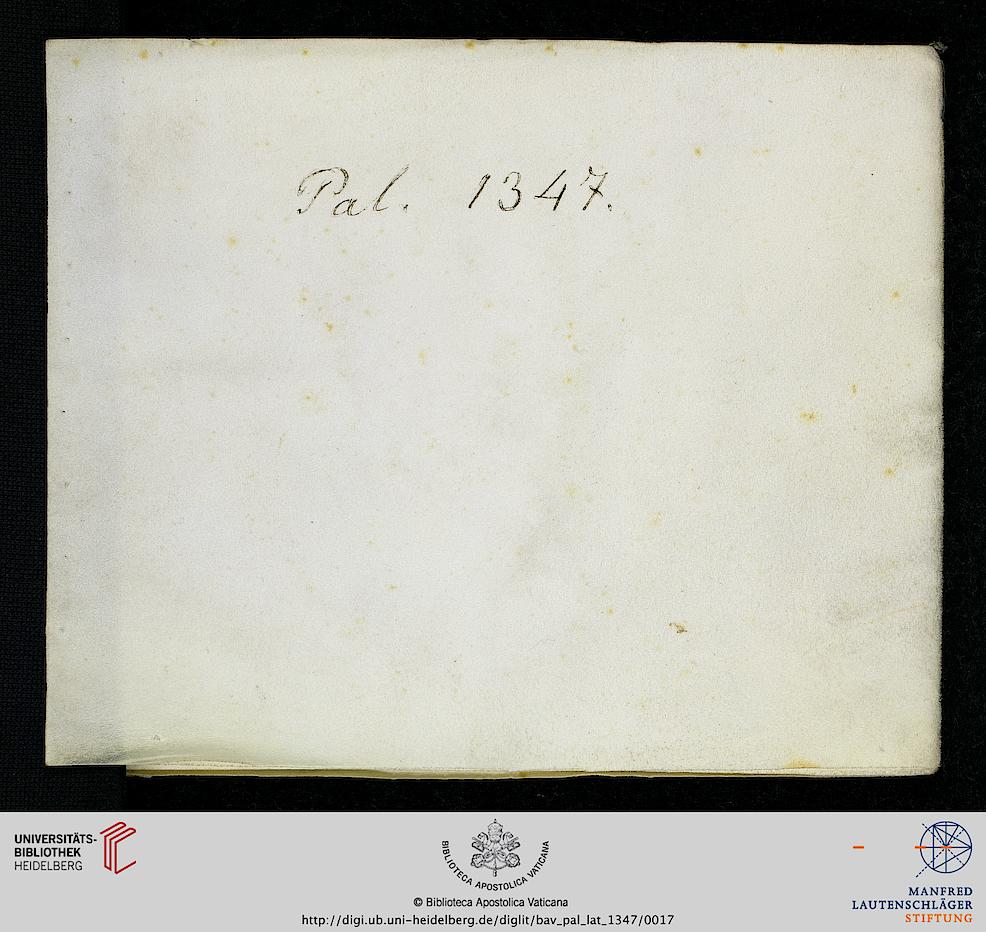 Pal. 1347.
UNIVERSITÄTS-
BIBLIOTHEK
HEIDELBERG
BIBLIOTECA APOSTOLICA VATICANA
© Biblioteca Apostolica Vaticana
http://digi.ub.uni-heidelberg.de/diglit/bav_pal_lat_1347/0017
MANFRED
LAUTENSCHLÄGER
STIFTUNG